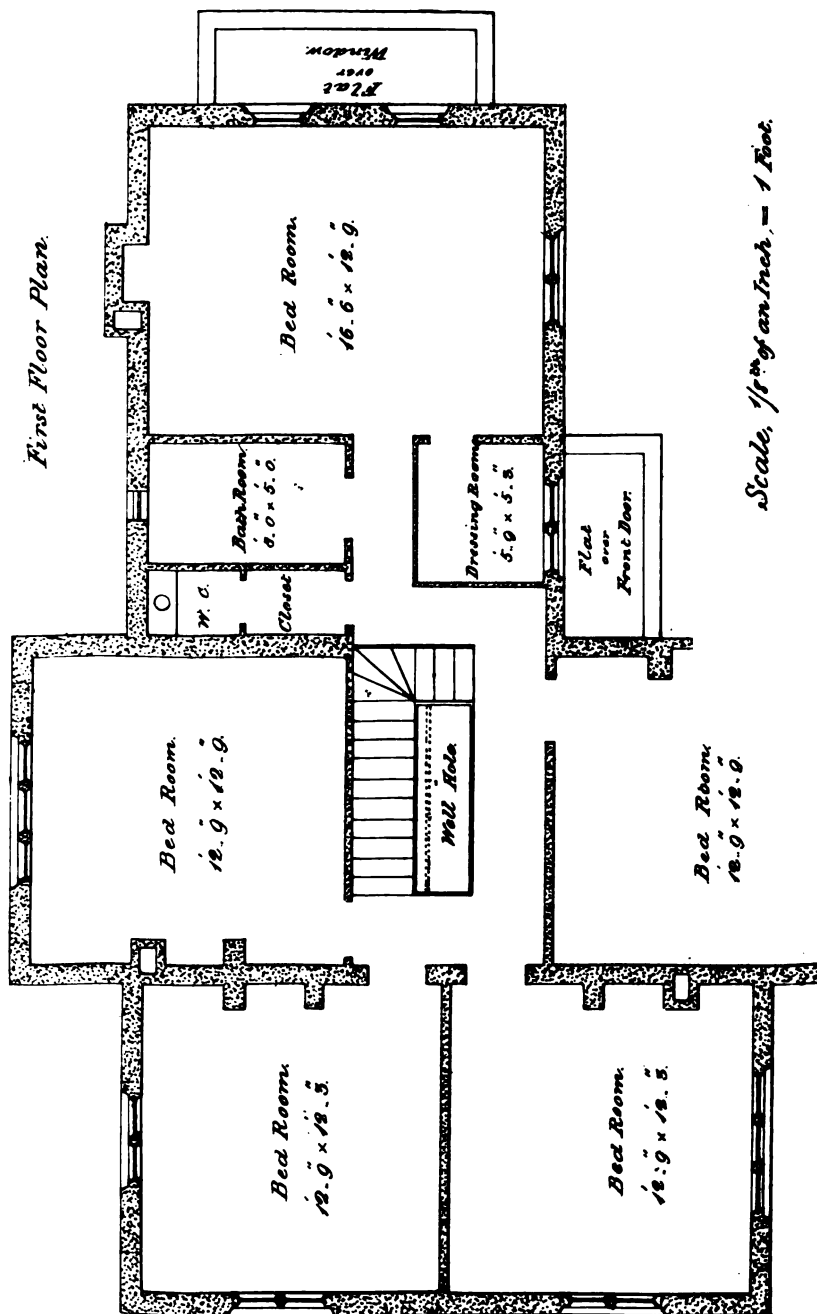 First Floor Plan.
Flat
over
Window.
Bed Room.
16'.6" × 12'.9"
Bath Room.
8'.0" × 5'.0"
Dressing Room
5'.9" × 5'.3"
W. C.
Closet
Flat
over
Front Door.
Bed Room.
12'.9" × 12'.9"
Well Hole.
Bed Room.
12'.9" × 12'.9"
Bed Room.
12'.9" × 12'.3"
Bed Room.
12'.9" × 12'.3"
Scale, 1/8th of an Inch, = 1 Foot.